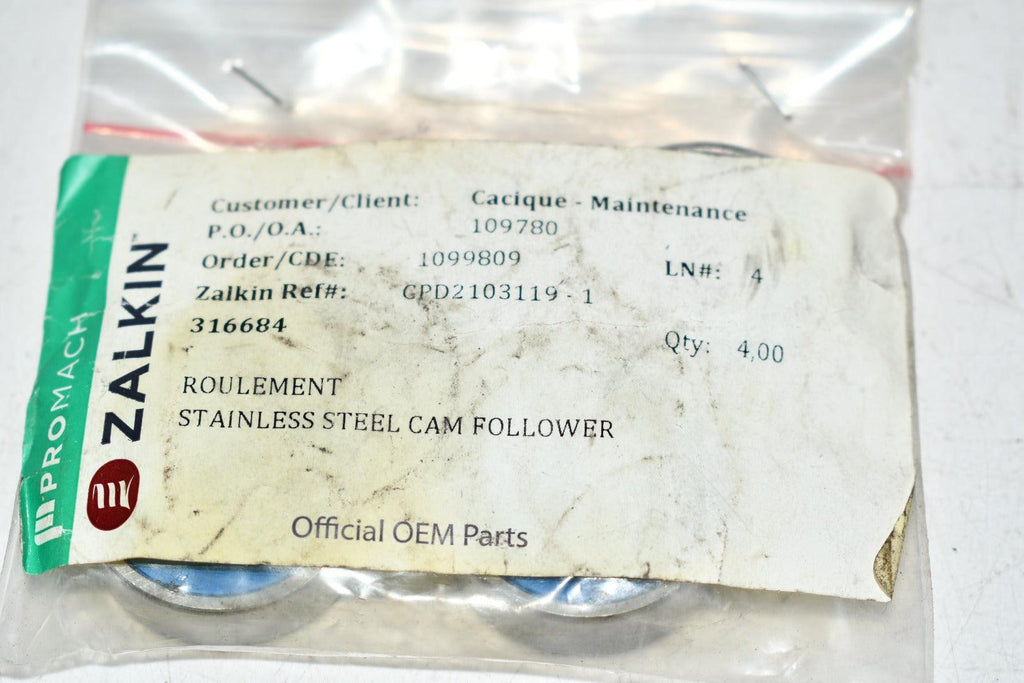 PROMACH
ZALKIN™
Customer/Client: Cacique - Maintenance
P.O./O.A.: 109780
Order/CDE: 1099809
LN#: 4
Zalkin Ref#: GPD2103119 - 1
316684
Qty: 4,00
ROULEMENT
STAINLESS STEEL CAM FOLLOWER
Official OEM Parts